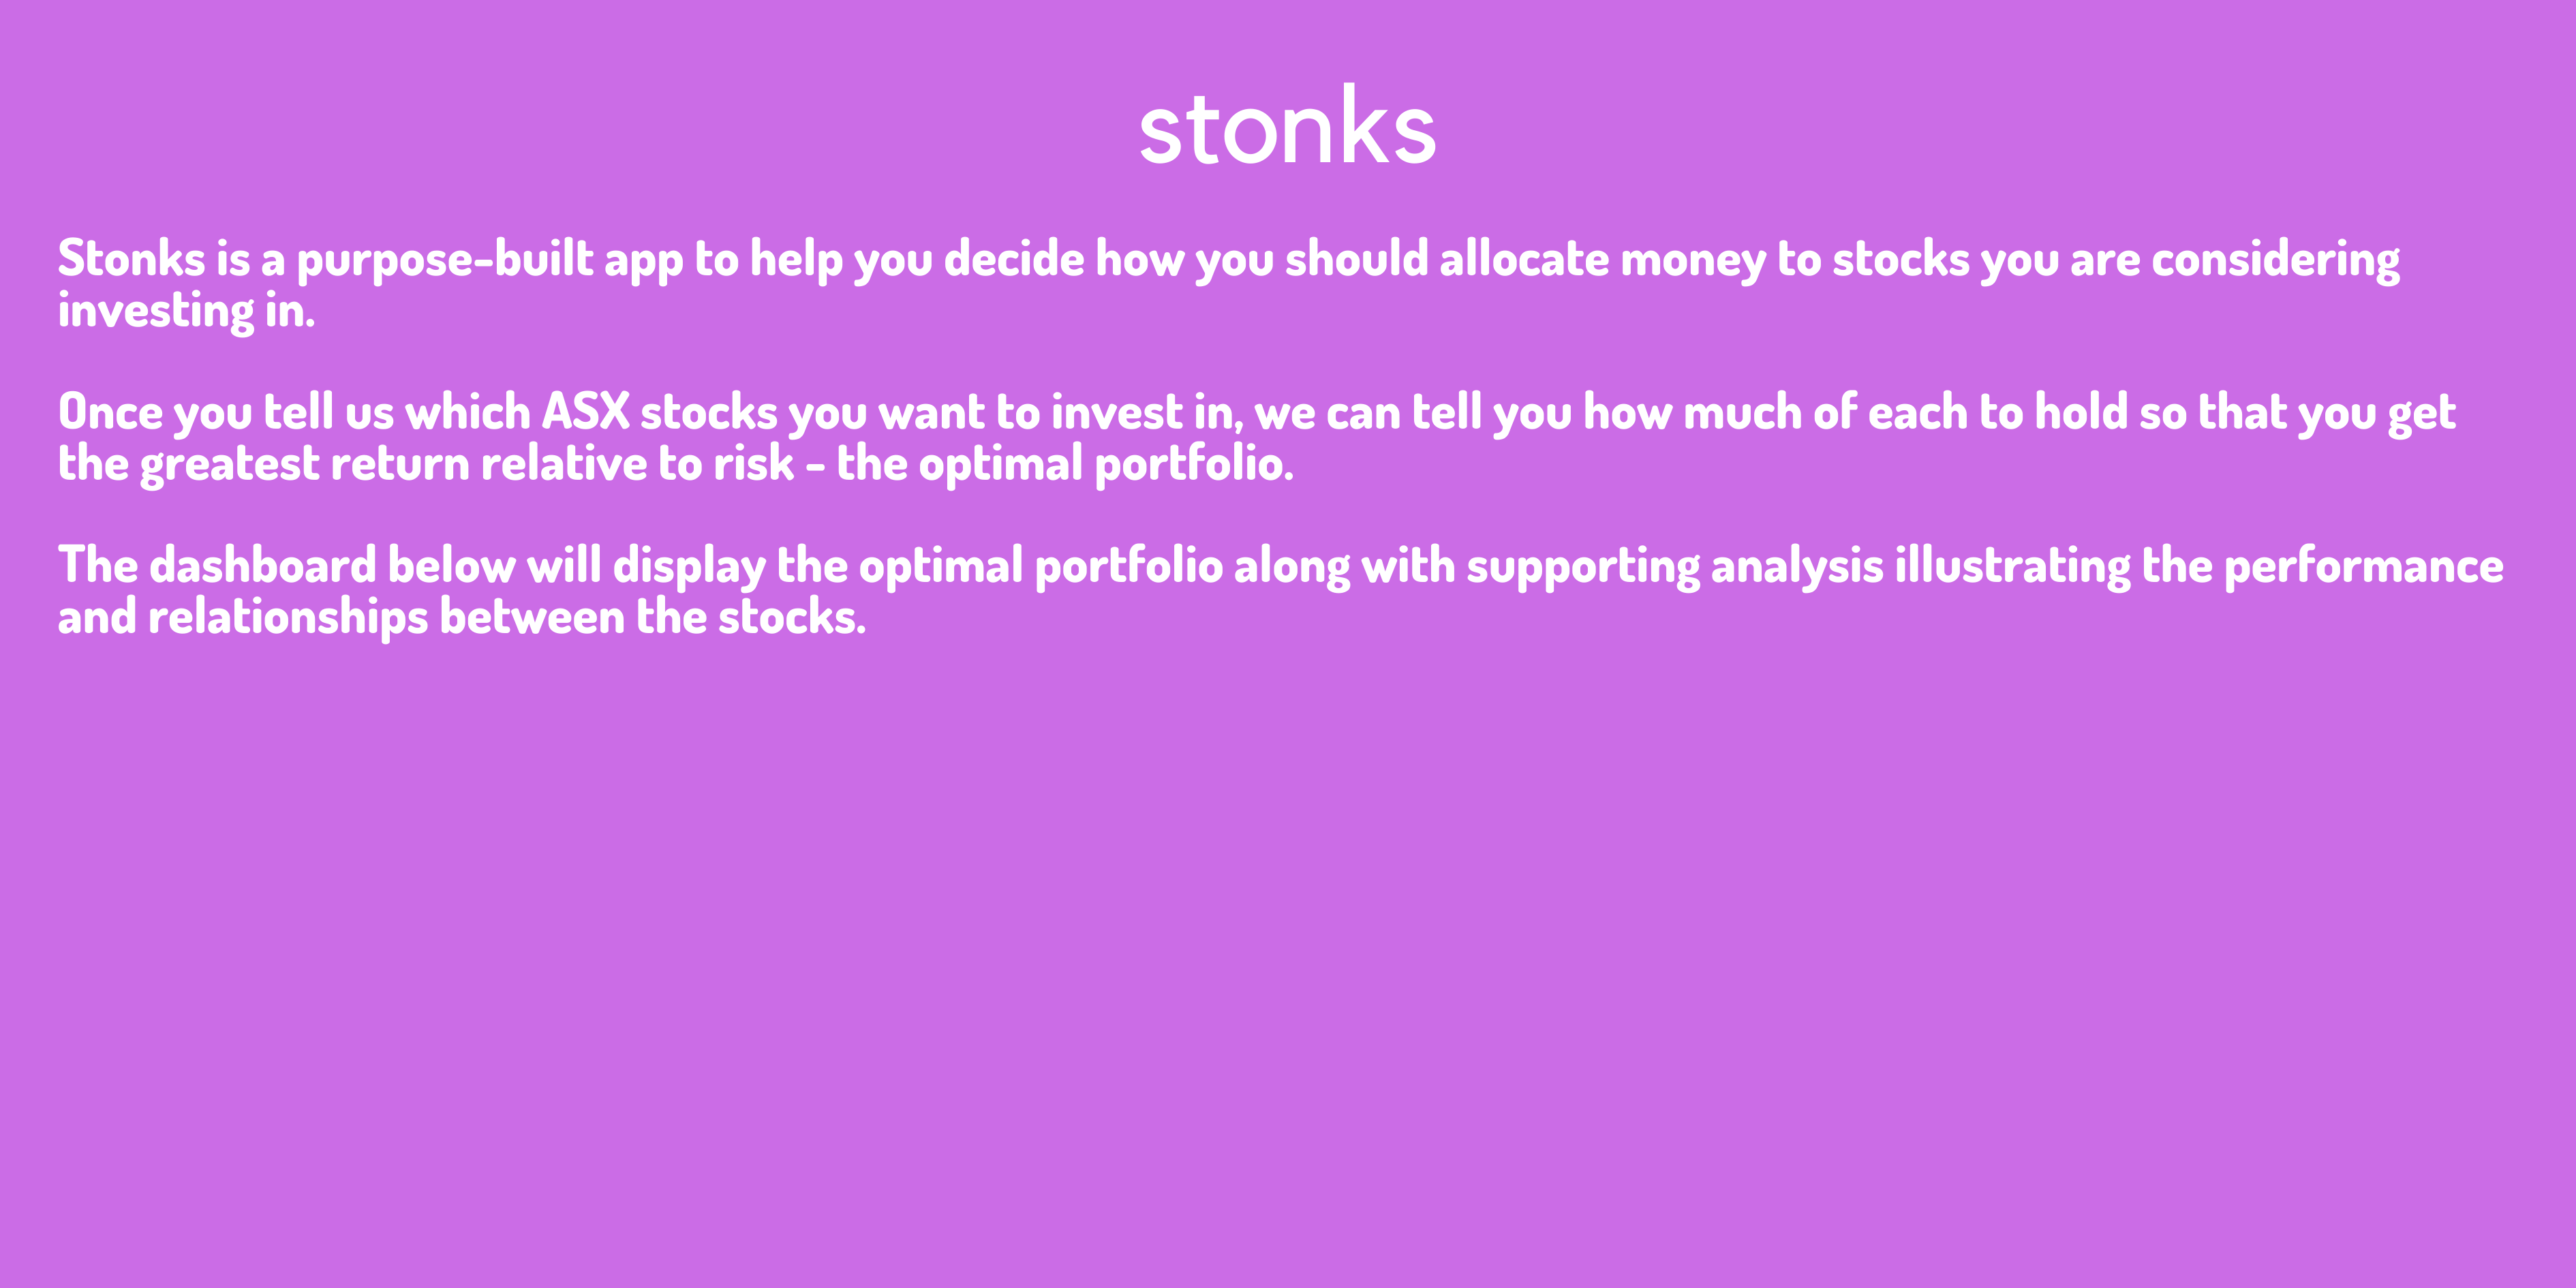 stonks
Stonks is a purpose-built app to help you decide how you should allocate money to stocks you are considering
investing in.
Once you tell us which ASX stocks you want to invest in, we can tell you how much of each to hold so that you get
the greatest return relative to risk - the optimal portfolio.
The dashboard below will display the optimal portfolio along with supporting analysis illustrating the performance
and relationships between the stocks.